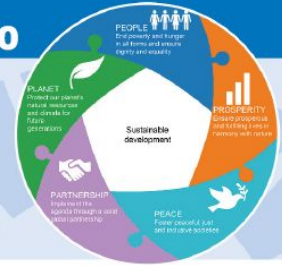 0
PEOPLE
End poverty and hunger
in all forms and ensure
dignity and equality
PLANET
Protect our planet's
natural resources
and climate for
future
generations
PROSPERITY
Ensure prosperous
and fulfilling lives in
harmony with nature
Sustainable
development
PARTNERSHIP
Implement the
agenda through a solid
global partnership
PEACE
Foster peaceful, just
and inclusive societies